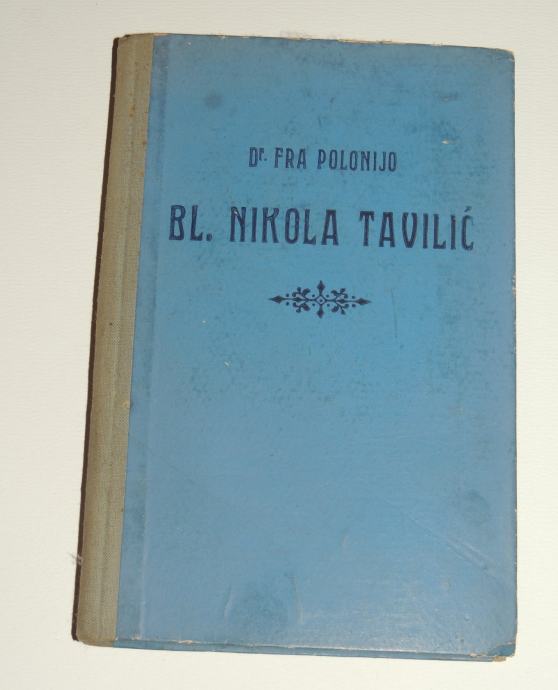 Dr. FRA POLONIJO
BL. NIKOLA TAVILIĆ